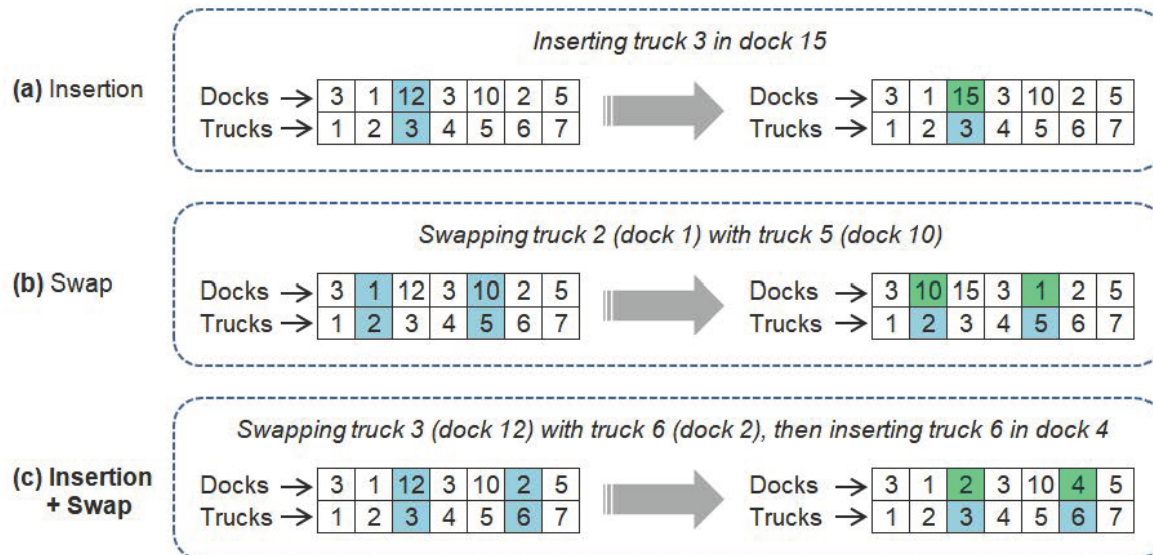 Inserting truck 3 in dock 15
(a) Insertion
Docks → 3 1 12 3 10 2 5 Docks → 3 1 15 3 10 2 5
Trucks → 1 2 3 4 5 6 7 Trucks → 1 2 3 4 5 6 7
Swapping truck 2 (dock 1) with truck 5 (dock 10)
(b) Swap
Docks → 3 1 12 3 10 2 5 Docks → 3 10 15 3 1 2 5
Trucks → 1 2 3 4 5 6 7 Trucks → 1 2 3 4 5 6 7
Swapping truck 3 (dock 12) with truck 6 (dock 2), then inserting truck 6 in dock 4
(c) Insertion
+ Swap
Docks → 3 1 12 3 10 2 5 Docks → 3 1 2 3 10 4 5
Trucks → 1 2 3 4 5 6 7 Trucks → 1 2 3 4 5 6 7